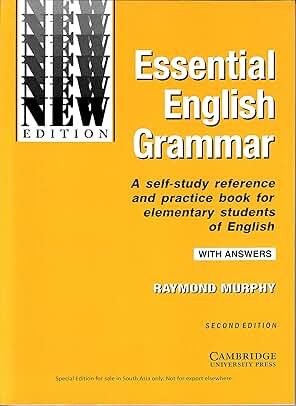 NEW
NEW
NEW
NEW
NEW
EDITION
Essential
English
Grammar
A self-study reference
and practice book for
elementary students
of English
WITH ANSWERS
RAYMOND MURPHY
SECOND EDITION
CAMBRIDGE
UNIVERSITY PRESS
Special Edition for sale in South Asia only; Not for export elsewhere